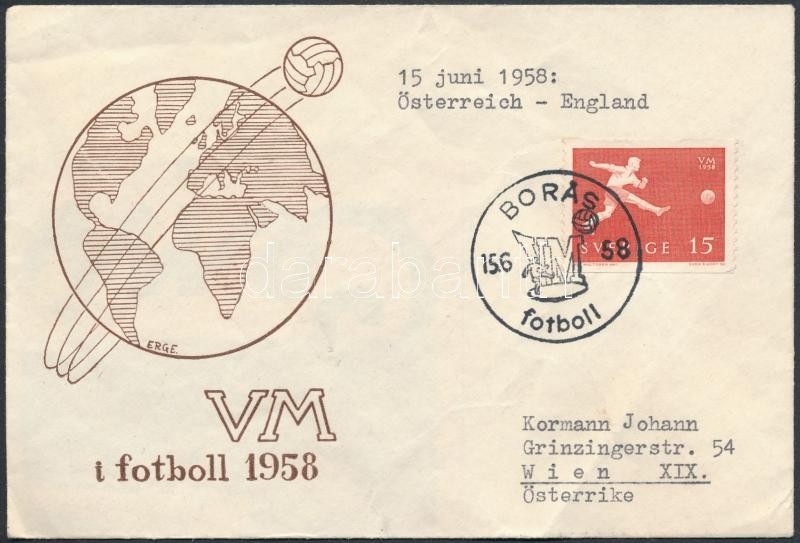 15 juni 1958:
Österreich - England
VM
1958
SVERIGE 15
BORÅS
15.6 58
VM
fotboll
ERGE.
VM
i fotboll 1958
Kormann Johann
Grinzingerstr. 54
Wien XIX.
Österrike